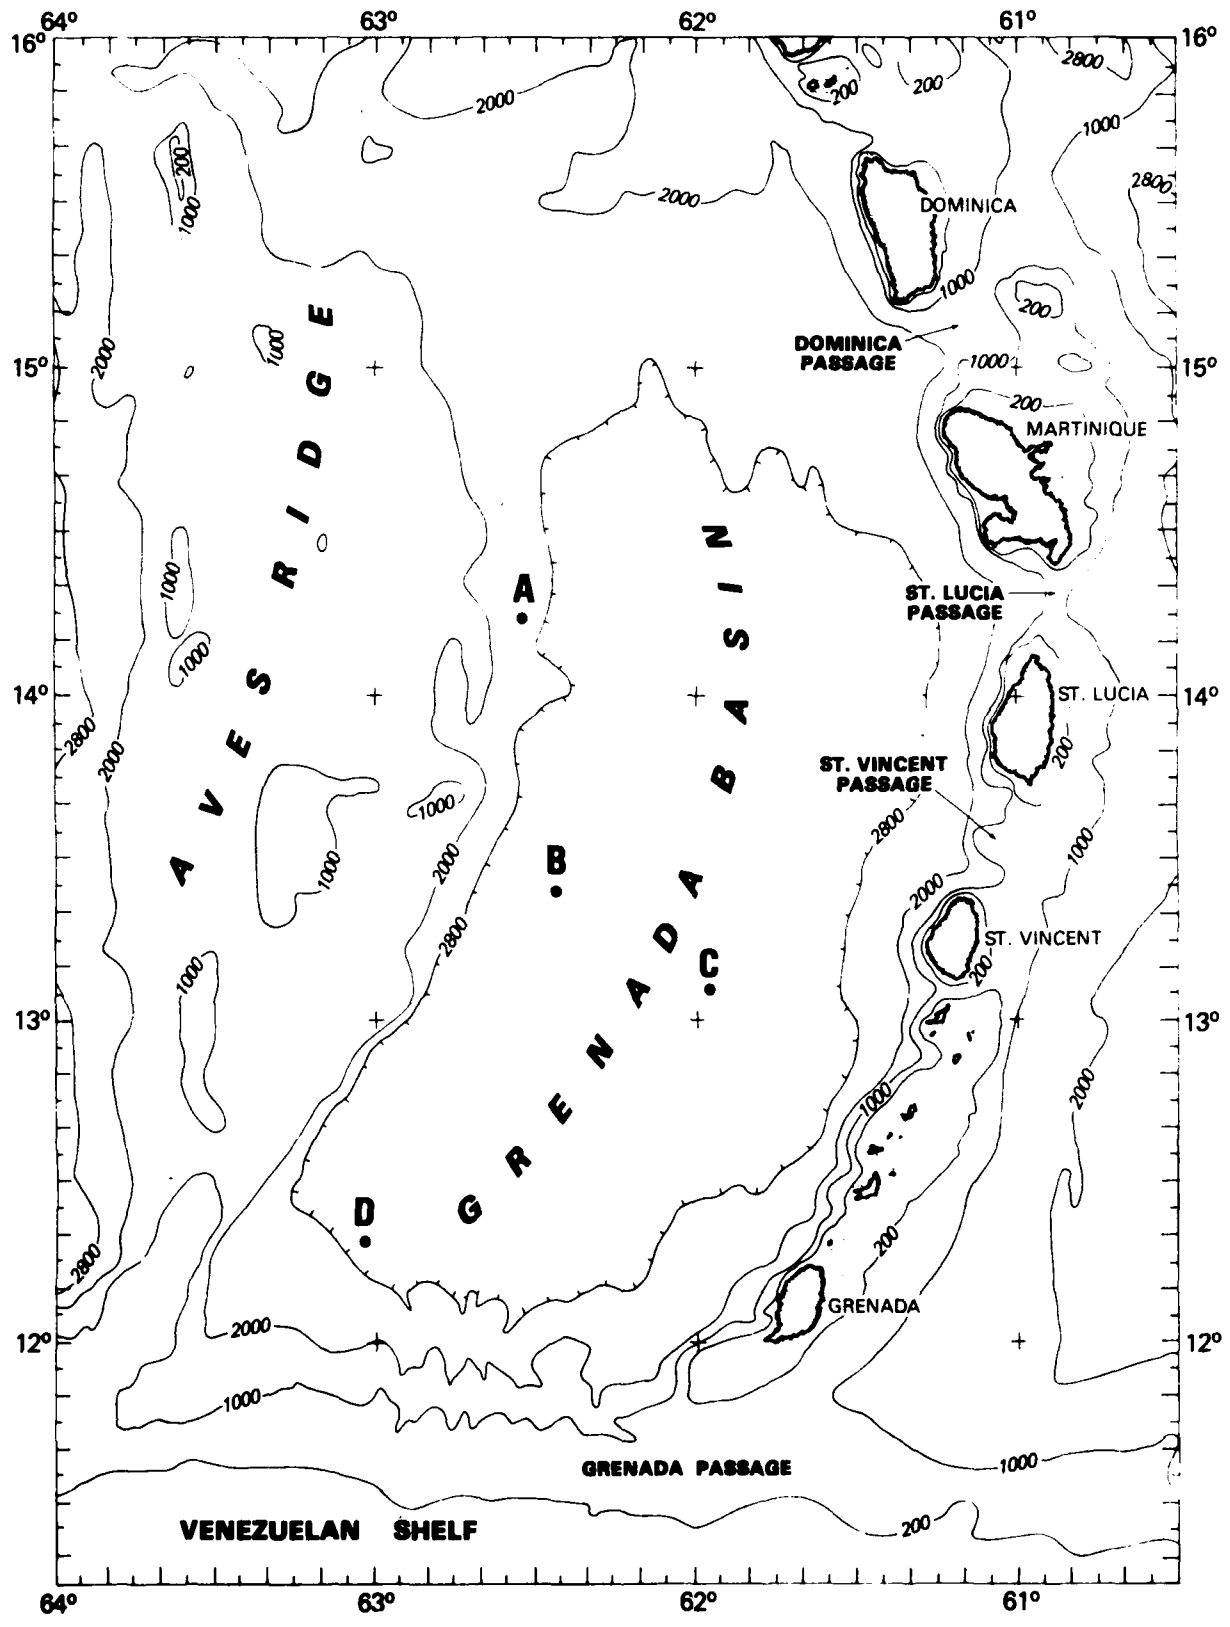 64° 63° 62° 61°
16° 16°
2800
200
200
2000
1000
200
2000
2800
1000
DOMINICA
1000
200
DOMINICA
PASSAGE
1000
2000
1000
15° 15°
200
MARTINIQUE
AVES RIDGE
GRENADA BASIN
1000
A
ST. LUCIA
PASSAGE
1000
14° 14°
ST. LUCIA
2800
2000
200
ST. VINCENT
PASSAGE
1000
2800
1000
B
2000
1000
2000
2800
ST. VINCENT
C
200
1000
13° 13°
1000
2000
D
200
2800
GRENADA
2000
12° 12°
1000
1000
GRENADA PASSAGE
200
VENEZUELAN SHELF
64° 63° 62° 61°